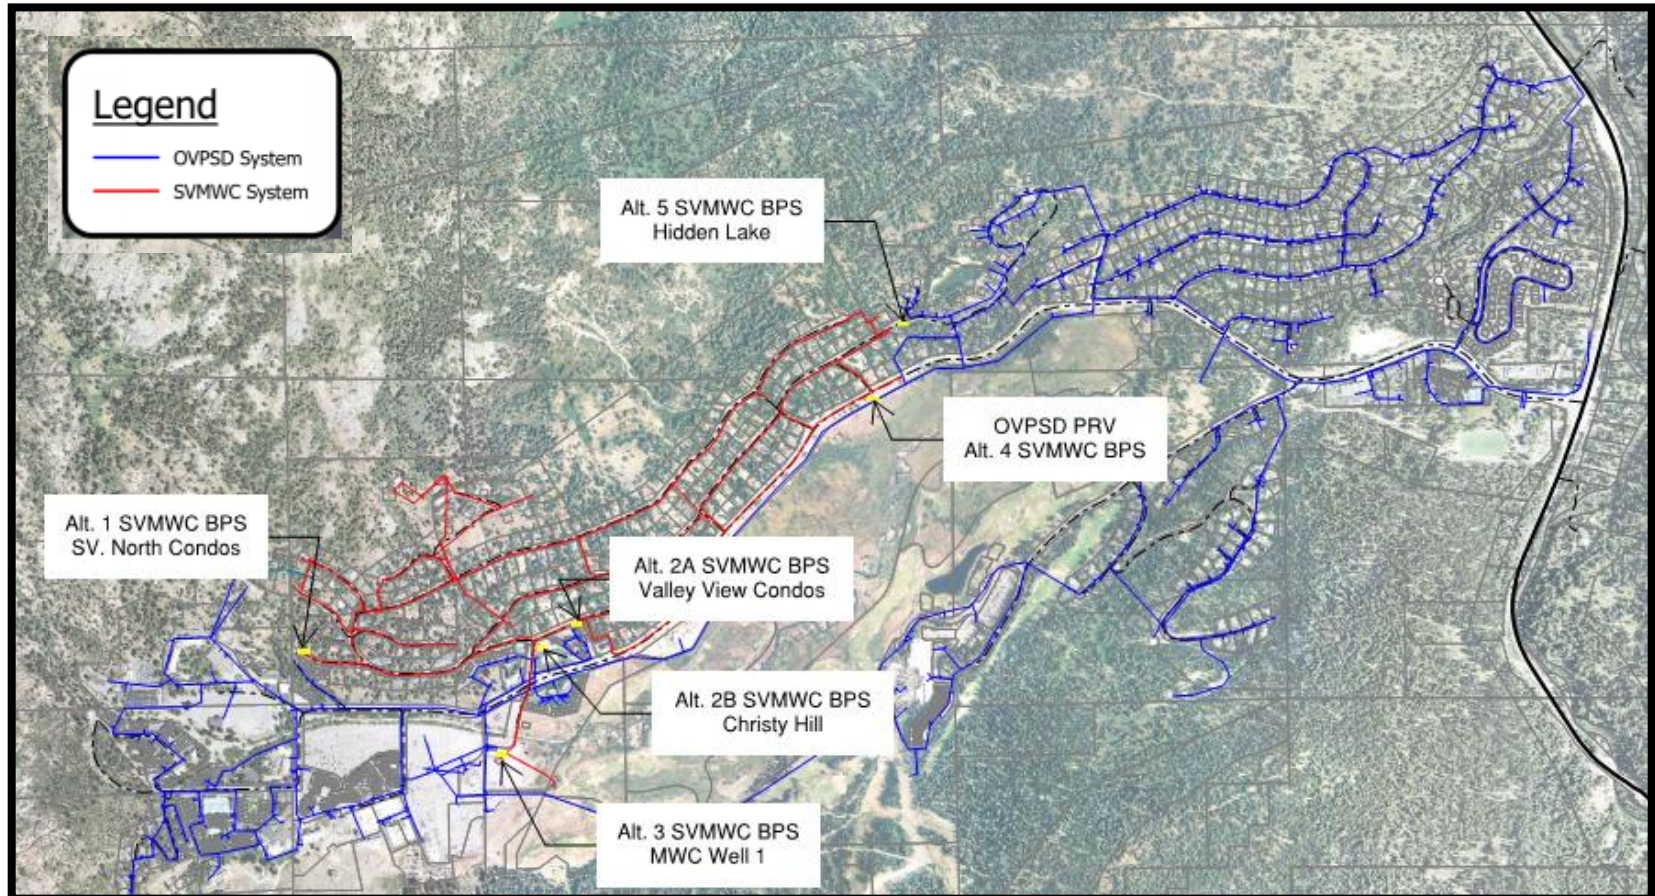 Legend
OVPSD System
SVMWC System
Alt. 5 SVMWC BPS
Hidden Lake
OVPSD PRV
Alt. 4 SVMWC BPS
Alt. 1 SVMWC BPS
SV. North Condos
Alt. 2A SVMWC BPS
Valley View Condos
Alt. 2B SVMWC BPS
Christy Hill
Alt. 3 SVMWC BPS
MWC Well 1